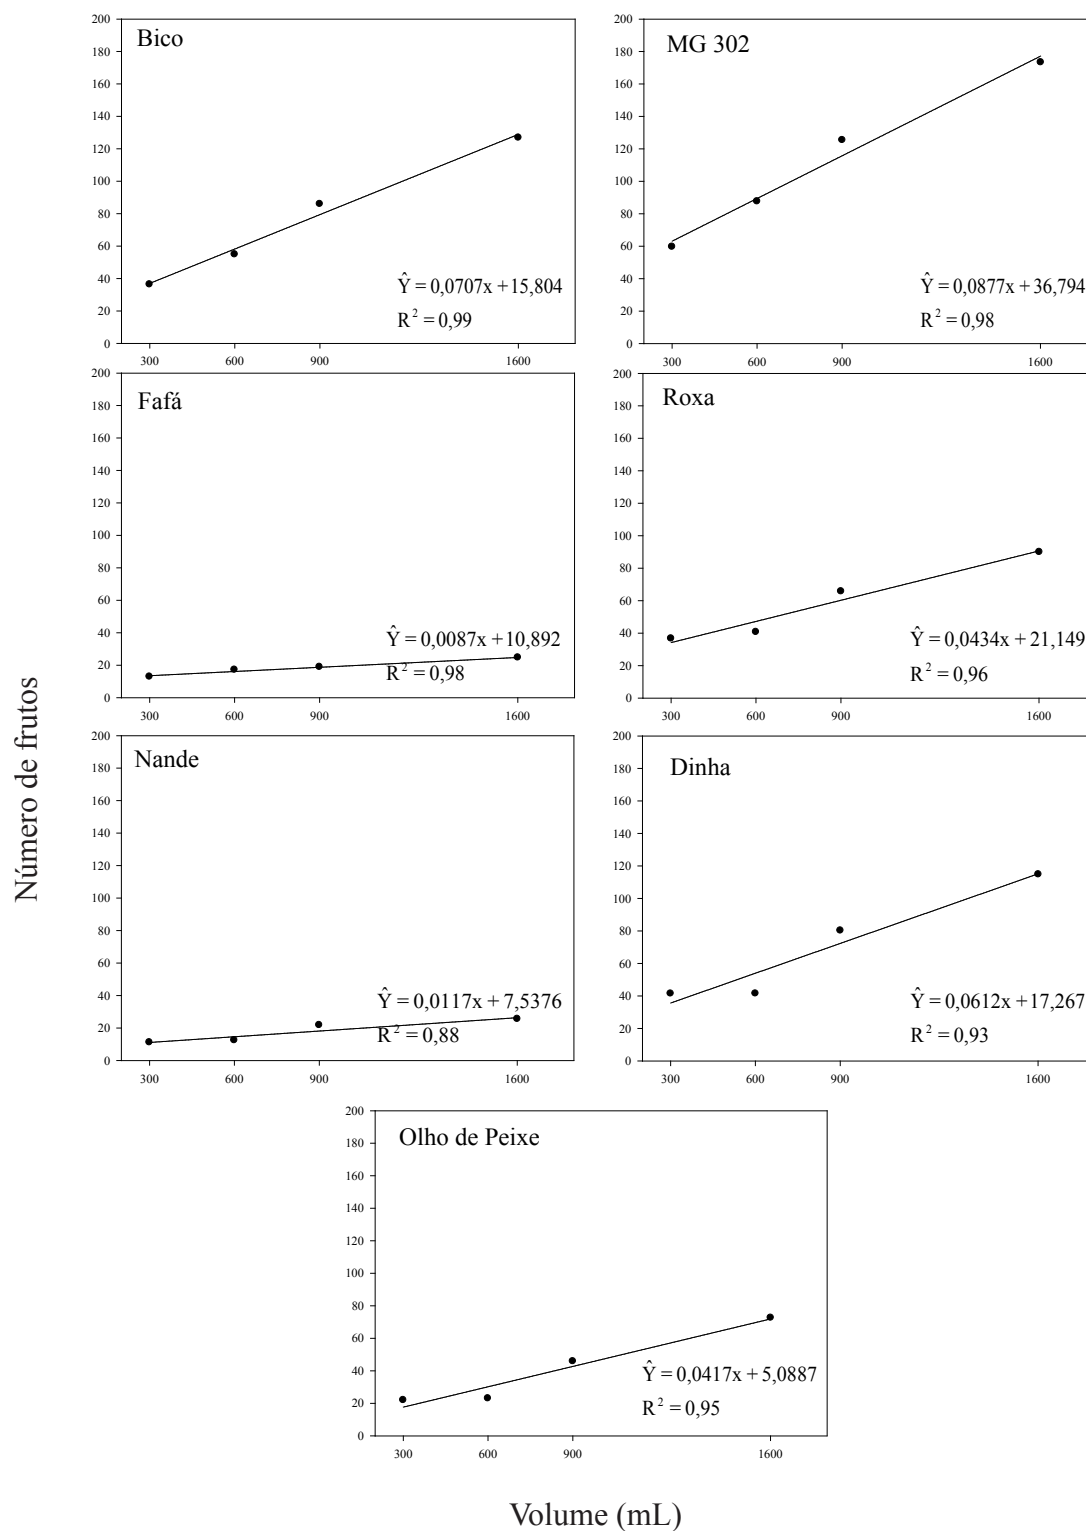 Número de frutos
Bico
200
180
160
140
120
100
80
60
40
20
0
Ŷ = 0,0707x + 15,804
R² = 0,99
300 600 900 1600
MG 302
200
180
160
140
120
100
80
60
40
20
0
Ŷ = 0,0877x + 36,794
R² = 0,98
300 600 900 1600
Fafá
200
180
160
140
120
100
80
60
40
20
0
Ŷ = 0,0087x + 10,892
R² = 0,98
300 600 900 1600
Roxa
200
180
160
140
120
100
80
60
40
20
0
Ŷ = 0,0434x + 21,149
R² = 0,96
300 600 900 1600
Nande
200
180
160
140
120
100
80
60
40
20
0
Ŷ = 0,0117x + 7,5376
R² = 0,88
300 600 900 1600
Dinha
200
180
160
140
120
100
80
60
40
20
0
Ŷ = 0,0612x + 17,267
R² = 0,93
300 600 900 1600
Olho de Peixe
200
180
160
140
120
100
80
60
40
20
0
Ŷ = 0,0417x + 5,0887
R² = 0,95
300 600 900 1600
Volume (mL)